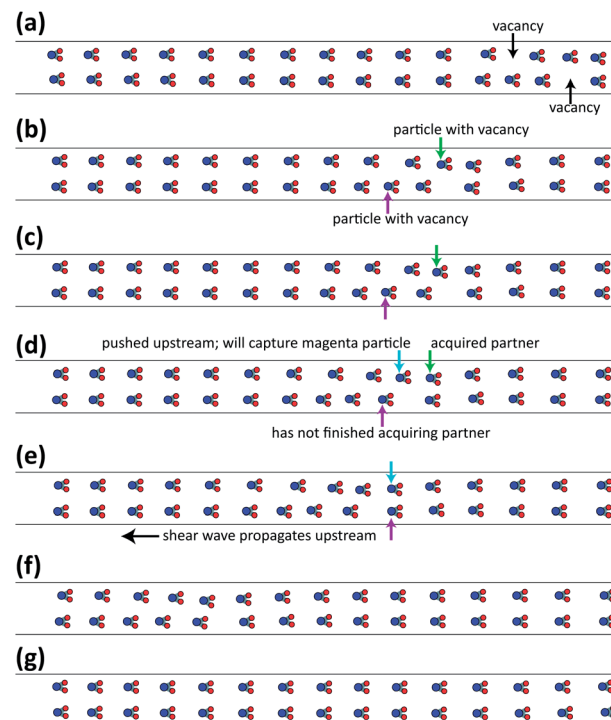 (a)
vacancy
vacancy
(b)
particle with vacancy
particle with vacancy
(c)
(d)
pushed upstream; will capture magenta particle
acquired partner
has not finished acquiring partner
(e)
shear wave propagates upstream
(f)
(g)